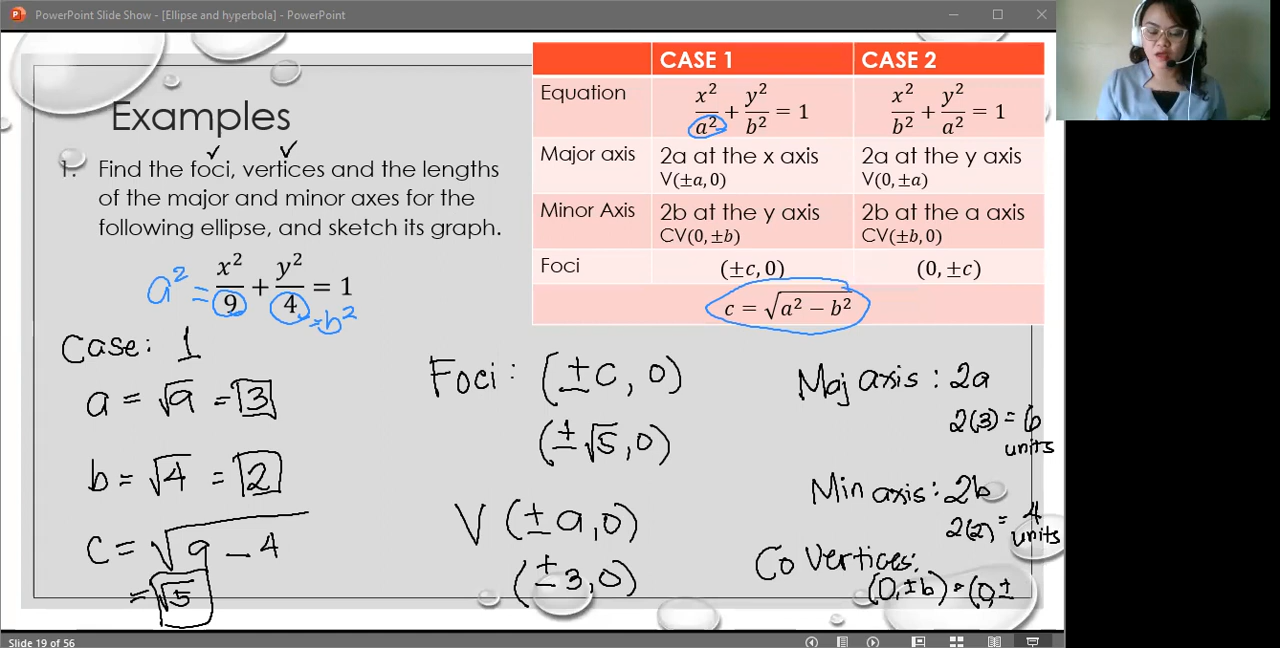 PowerPoint Slide Show - [Ellipse and hyperbola] - PowerPoint
Examples
1. Find the foci, vertices and the lengths
of the major and minor axes for the
following ellipse, and sketch its graph.
a² = x²/9 + y²/4 = 1
= b²
CASE 1 CASE 2
Equation x²/a² + y²/b² = 1 x²/b² + y²/a² = 1
Major axis 2a at the x axis 2a at the y axis
V(±a, 0) V(0, ±a)
Minor Axis 2b at the y axis 2b at the a axis
CV(0, ±b) CV(±b, 0)
Foci (±c, 0) (0, ±c)
c = √(a² − b²)
Case: 1
a = √9 = 3
b = √4 = 2
c = √(9 - 4)
= √5
Foci: (±c, 0)
(±√5, 0)
V (±a, 0)
(±3, 0)
Maj axis: 2a
2(3) = 6
units
Min axis: 2b
2(2) = 4
units
Co Vertices:
(0, ±b) = (0, ±
Slide 19 of 56